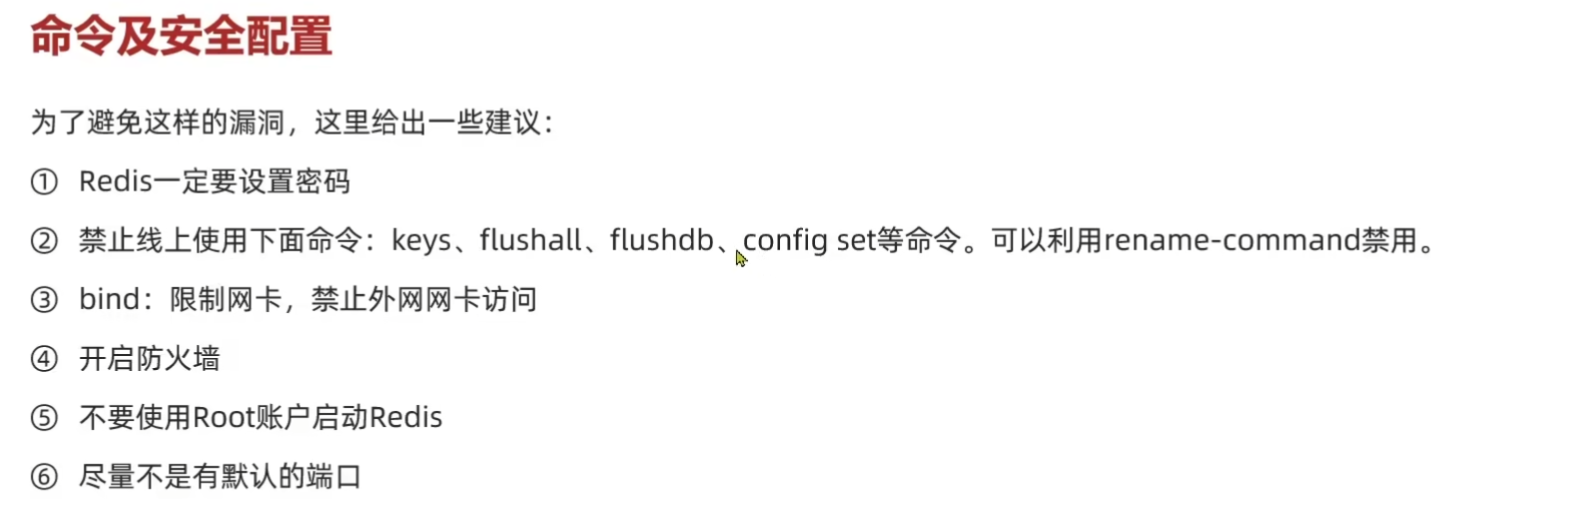 命令及安全配置
为了避免这样的漏洞，这里给出一些建议：
① Redis一定要设置密码
② 禁止线上使用下面命令：keys、flushall、flushdb、config set等命令。可以利用rename-command禁用。
③ bind：限制网卡，禁止外网网卡访问
④ 开启防火墙
⑤ 不要使用Root账户启动Redis
⑥ 尽量不是有默认的端口